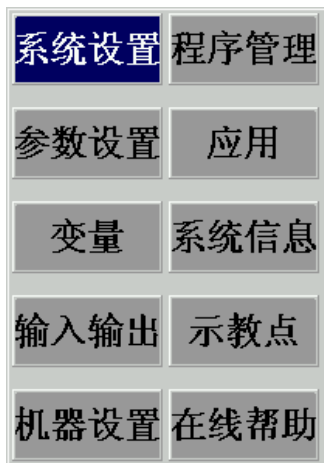 系统设置 程序管理
参数设置 应用
变量 系统信息
输入输出 示教点
机器设置 在线帮助